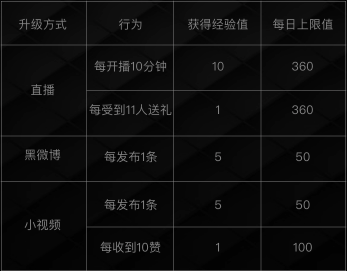 升级方式 行为 获得经验值 每日上限值
直播 每开播10分钟 10 360
每受到11人送礼 1 360
黑微博 每发布1条 5 50
小视频 每发布1条 5 50
每收到10赞 1 100